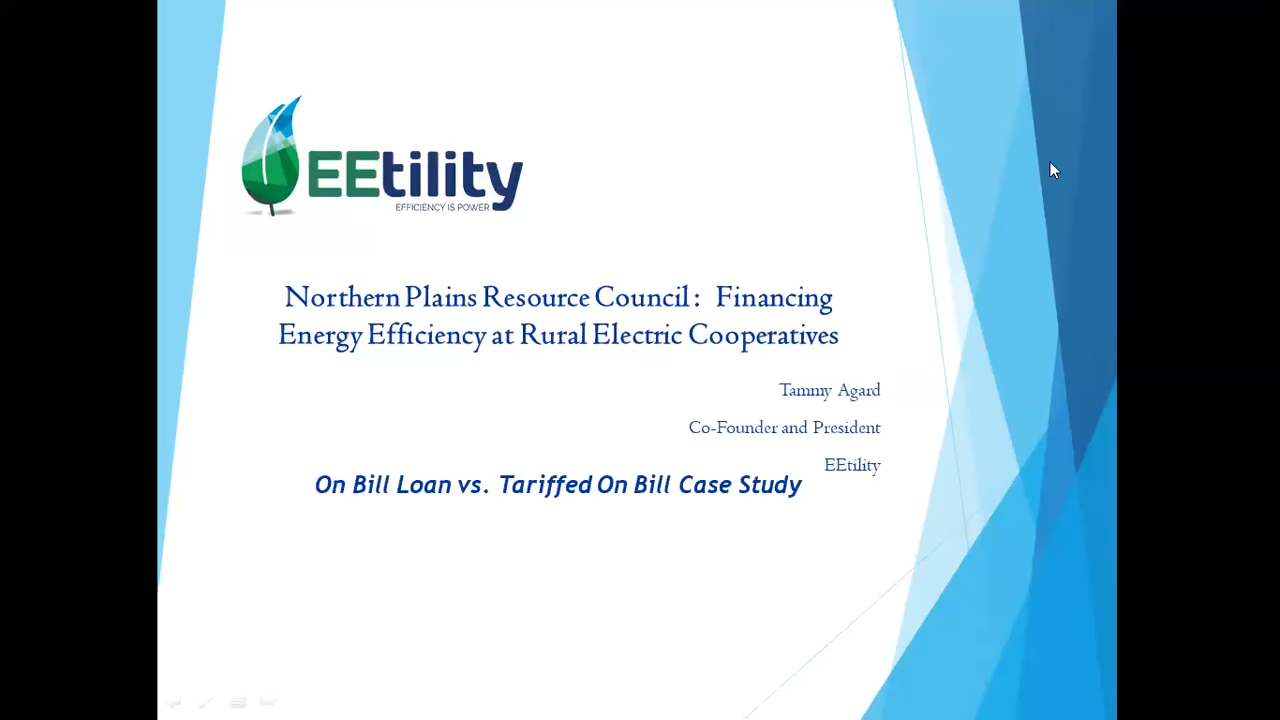 EEtility
EFFICIENCY IS POWER
Northern Plains Resource Council : Financing
Energy Efficiency at Rural Electric Cooperatives
Tammy Agard
Co-Founder and President
EEtility
On Bill Loan vs. Tariffed On Bill Case Study